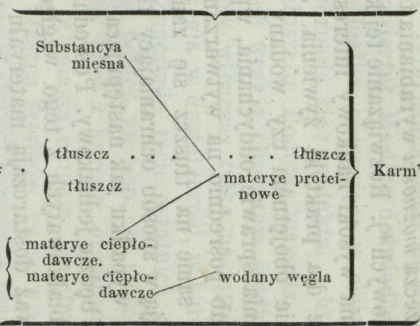 Substancya
mięsna
tłuszcz . . . . . . tłuszcz
tłuszcz
materye protei-
nowe
Karm'
materye ciepło-
dawcze.
materye ciepło-
dawcze
wodany węgla